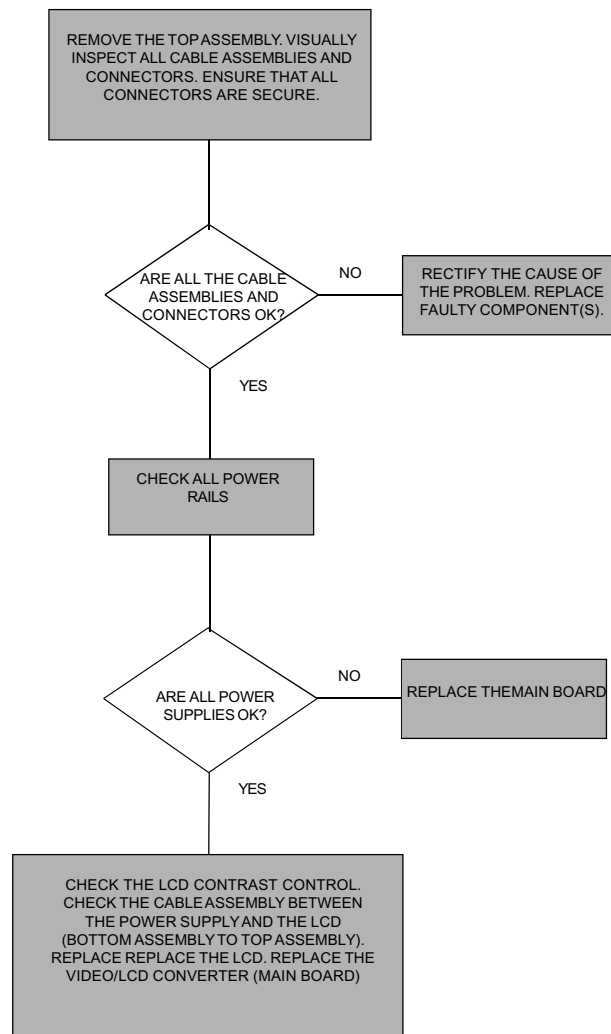 REMOVE THE TOP ASSEMBLY. VISUALLY
INSPECT ALL CABLE ASSEMBLIES AND
CONNECTORS. ENSURE THAT ALL
CONNECTORS ARE SECURE.
ARE ALL THE CABLE
ASSEMBLIES AND
CONNECTORS OK?
NO
RECTIFY THE CAUSE OF
THE PROBLEM. REPLACE
FAULTY COMPONENT(S).
YES
CHECK ALL POWER
RAILS
ARE ALL POWER
SUPPLIES OK?
NO
REPLACE THEMAIN BOARD
YES
CHECK THE LCD CONTRAST CONTROL.
CHECK THE CABLE ASSEMBLY BETWEEN
THE POWER SUPPLY AND THE LCD
(BOTTOM ASSEMBLY TO TOP ASSEMBLY).
REPLACE REPLACE THE LCD. REPLACE THE
VIDEO/LCD CONVERTER (MAIN BOARD)